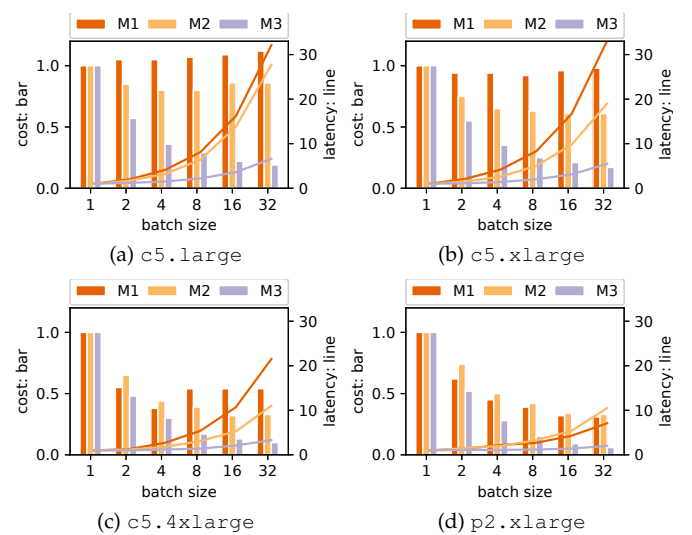 M1 M2 M3
1.0
0.5
0.0
cost: bar
30
20
10
0
latency: line
1 2 4 8 16 32
batch size
(a) c5.large
M1 M2 M3
1.0
0.5
0.0
cost: bar
30
20
10
0
latency: line
1 2 4 8 16 32
batch size
(b) c5.xlarge
M1 M2 M3
1.0
0.5
0.0
cost: bar
30
20
10
0
latency: line
1 2 4 8 16 32
batch size
(c) c5.4xlarge
M1 M2 M3
1.0
0.5
0.0
cost: bar
30
20
10
0
latency: line
1 2 4 8 16 32
batch size
(d) p2.xlarge